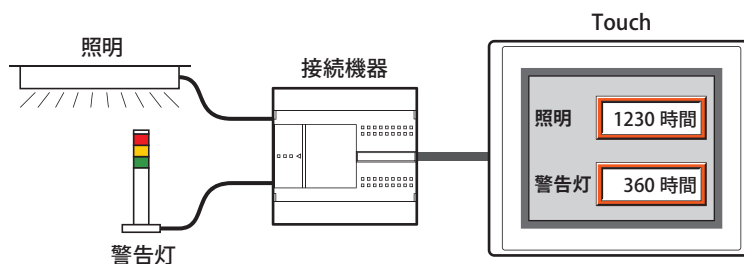 Touch
照明
接続機器
照明
1230 時間
警告灯
360 時間
警告灯